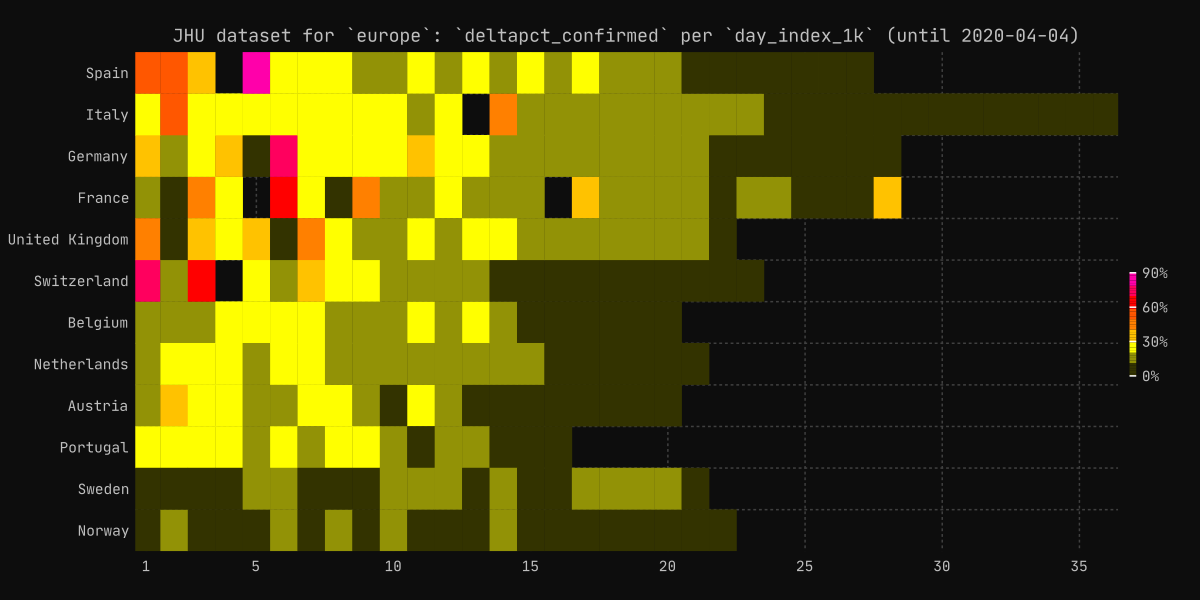 JHU dataset for `europe`: `deltapct_confirmed` per `day_index_1k` (until 2020-04-04)
Spain
Italy
Germany
France
United Kingdom
Switzerland
Belgium
Netherlands
Austria
Portugal
Sweden
Norway
90%
60%
30%
0%
1 5 10 15 20 25 30 35